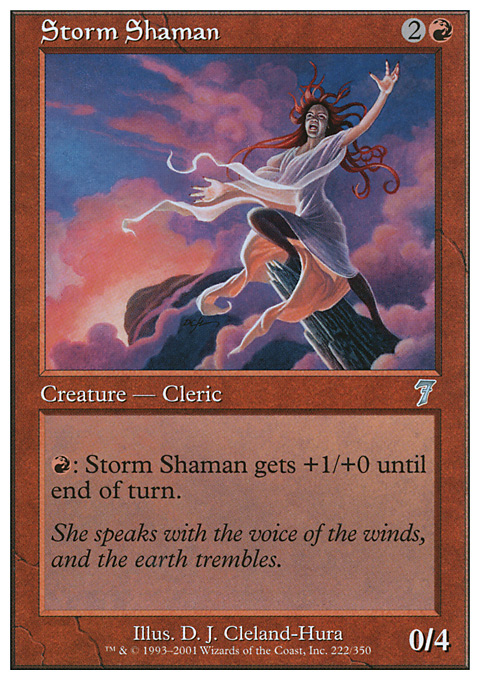 Storm Shaman 2
Creature — Cleric
: Storm Shaman gets +1/+0 until
end of turn.
She speaks with the voice of the winds,
and the earth trembles.
Illus. D. J. Cleland-Hura
™ & © 1993–2001 Wizards of the Coast, Inc. 222/350
0/4